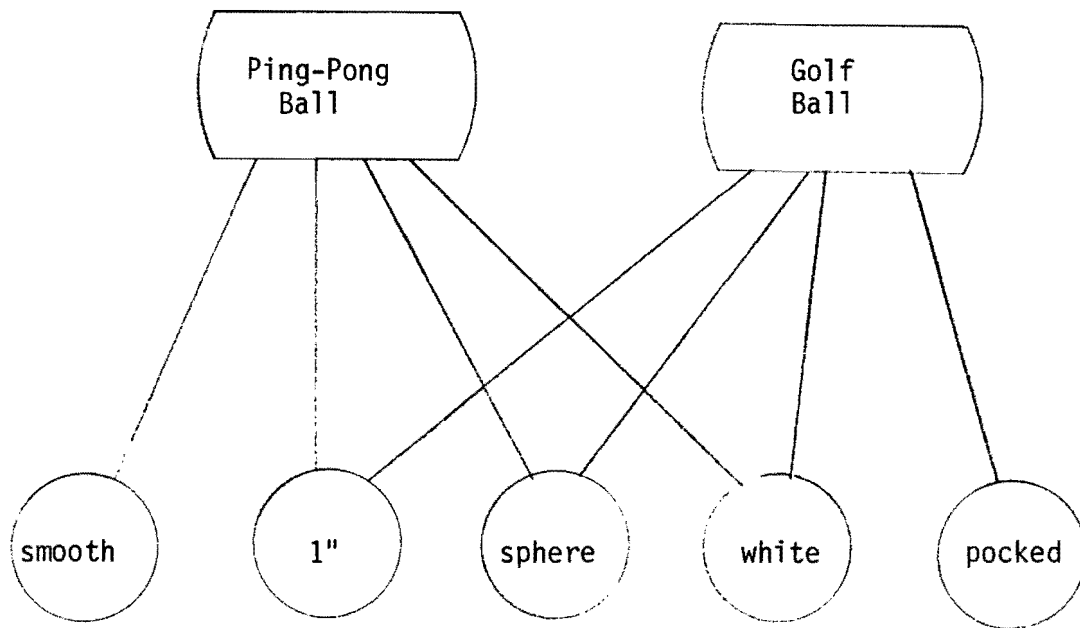 Ping-Pong
Ball
Golf
Ball
smooth
1"
sphere
white
pocked